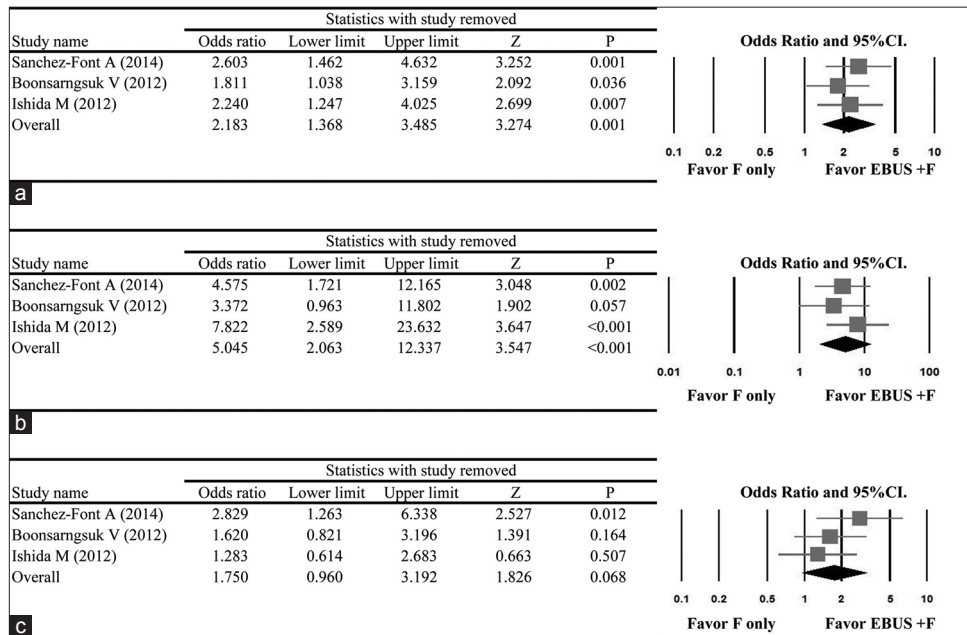 Statistics with study removed
Study name Odds ratio Lower limit Upper limit Z P
Sanchez-Font A (2014) 2.603 1.462 4.632 3.252 0.001
Boonsarngsuk V (2012) 1.811 1.038 3.159 2.092 0.036
Ishida M (2012) 2.240 1.247 4.025 2.699 0.007
Overall 2.183 1.368 3.485 3.274 0.001
Odds Ratio and 95%CI.
0.1 0.2 0.5 1 2 5 10
Favor F only Favor EBUS +F
a
Statistics with study removed
Study name Odds ratio Lower limit Upper limit Z P
Sanchez-Font A (2014) 4.575 1.721 12.165 3.048 0.002
Boonsarngsuk V (2012) 3.372 0.963 11.802 1.902 0.057
Ishida M (2012) 7.822 2.589 23.632 3.647 <0.001
Overall 5.045 2.063 12.337 3.547 <0.001
Odds Ratio and 95%CI.
0.01 0.1 1 10 100
Favor F only Favor EBUS +F
b
Statistics with study removed
Study name Odds ratio Lower limit Upper limit Z P
Sanchez-Font A (2014) 2.829 1.263 6.338 2.527 0.012
Boonsarngsuk V (2012) 1.620 0.821 3.196 1.391 0.164
Ishida M (2012) 1.283 0.614 2.683 0.663 0.507
Overall 1.750 0.960 3.192 1.826 0.068
Odds Ratio and 95%CI.
0.1 0.2 0.5 1 2 5 10
Favor F only Favor EBUS +F
c